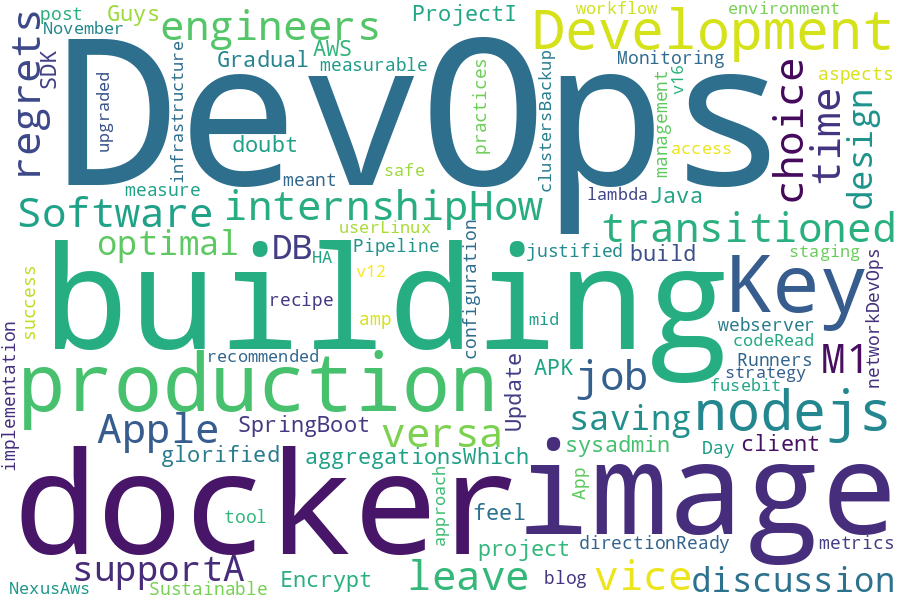 post
Guys
ProjectI
workflow
environment
November
engineers
Development
regrets
SDK
AWS
Gradual
measurable
Monitoring
v16
aspects
DevOps
upgraded
infrastructure
practices
clustersBackup
management
access
choice
time
design
doubt
safe
measure
meant
lambda
Java
Software
internshipHow
transitioned
userLinux
optimal
DB
HA
Pipeline
configuration
justified
build
staging
networkDevOps
building
v12
recipe
amp
mid
Key
success
webserver
codeRead
M1
implementation
recommended
production
Update
APK
job
Runners
strategy
fusebit
Apple
SpringBoot
versa
saving
nodejs
glorified
aggregationsWhich
sysadmin
Day
client
docker
image
tool
approach
feel
App
project
directionReady
metrics
supportA
NexusAws
Sustainable
Encrypt
leave
blog
vice
discussion